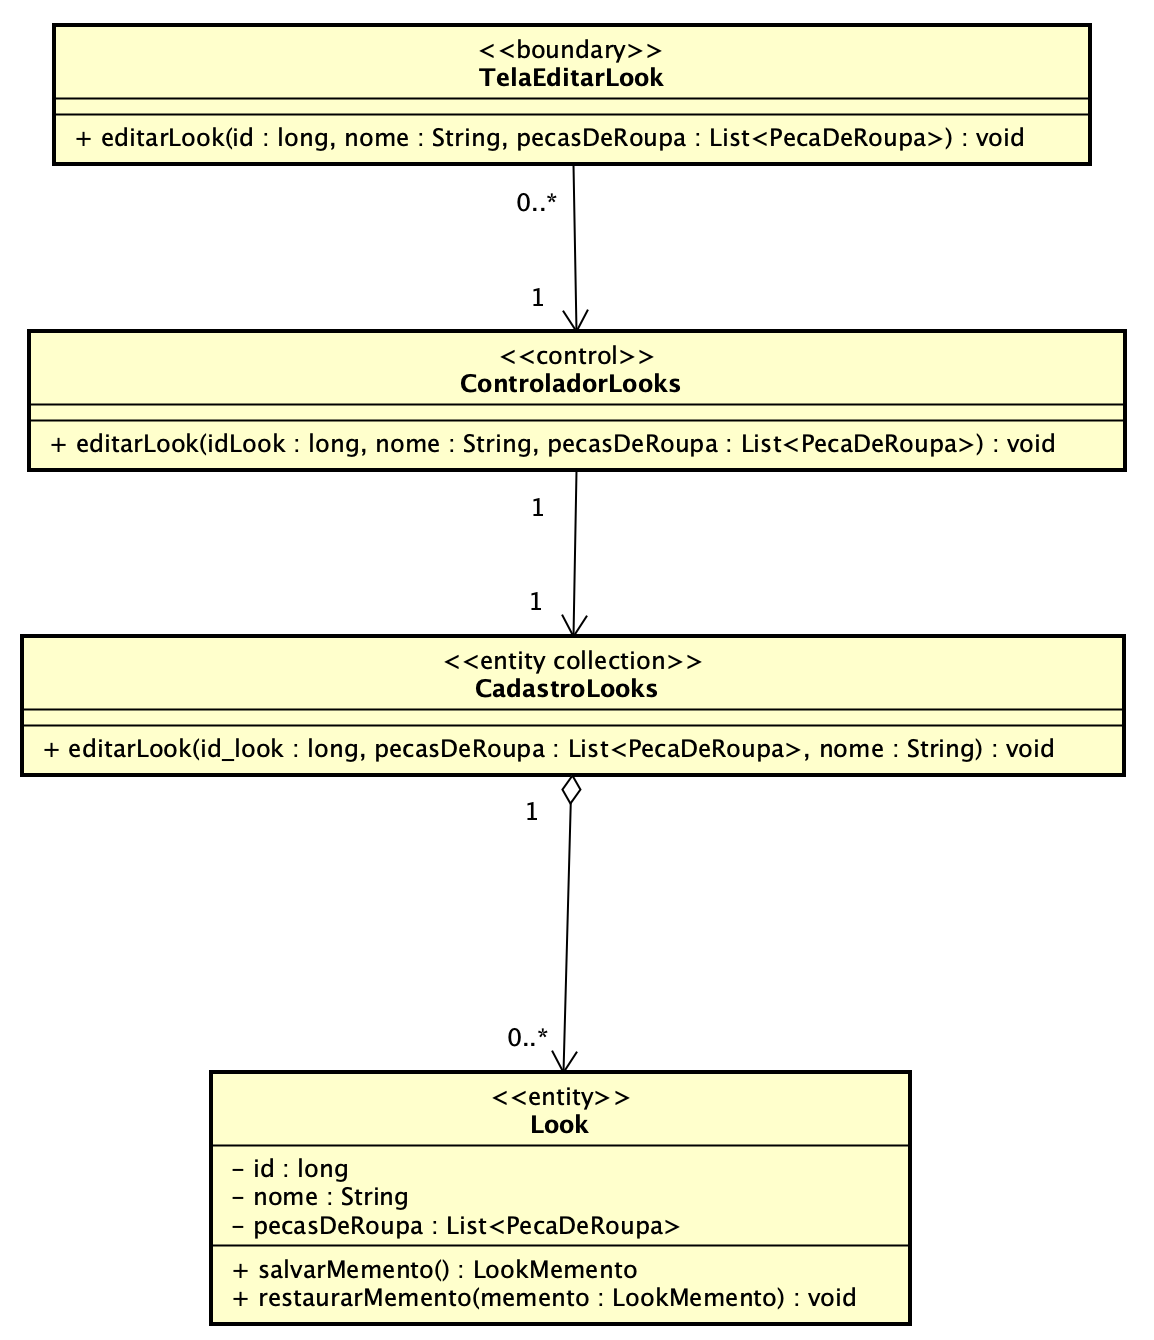 <<boundary>>
TelaEditarLook
+ editarLook(id : long, nome : String, pecasDeRoupa : List<PecaDeRoupa>) : void
0..*
1
<<control>>
ControladorLooks
+ editarLook(idLook : long, nome : String, pecasDeRoupa : List<PecaDeRoupa>) : void
1
1
<<entity collection>>
CadastroLooks
+ editarLook(id_look : long, pecasDeRoupa : List<PecaDeRoupa>, nome : String) : void
1
0..*
<<entity>>
Look
- id : long
- nome : String
- pecasDeRoupa : List<PecaDeRoupa>
+ salvarMemento() : LookMemento
+ restaurarMemento(memento : LookMemento) : void